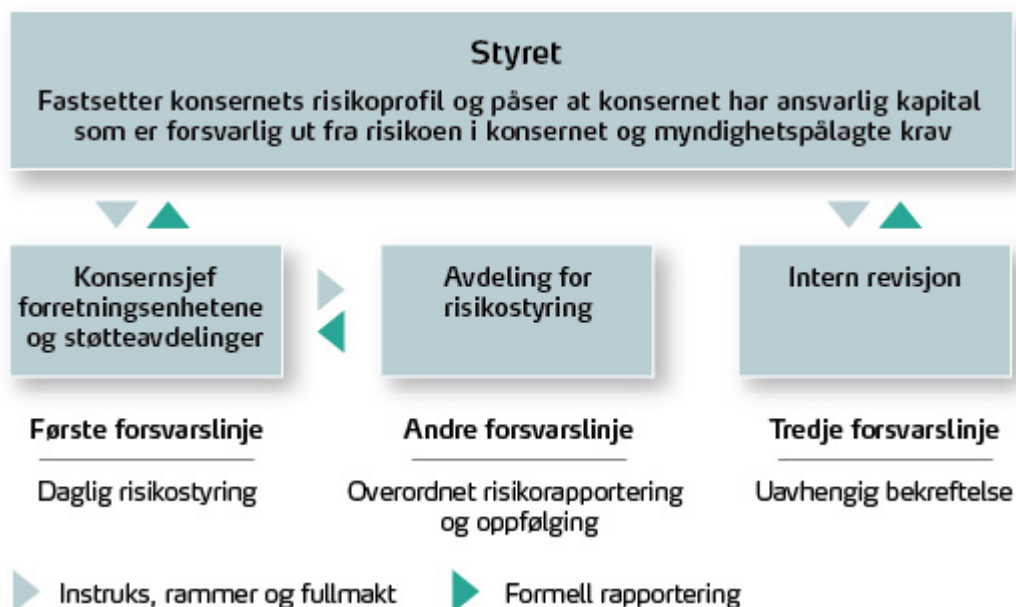 Styret
Fastsetter konsernets risikoprofil og påser at konsernet har ansvarlig kapital
som er forsvarlig ut fra risikoen i konsernet og myndighetspålagte krav
Konsernsjef
forretningsenhetene
og støtteavdelinger
Avdeling for
risikostyring
Intern revisjon
Første forsvarslinje
Daglig risikostyring
Andre forsvarslinje
Overordnet risikorapportering
og oppfølging
Tredje forsvarslinje
Uavhengig bekreftelse
Instruks, rammer og fullmakt
Formell rapportering